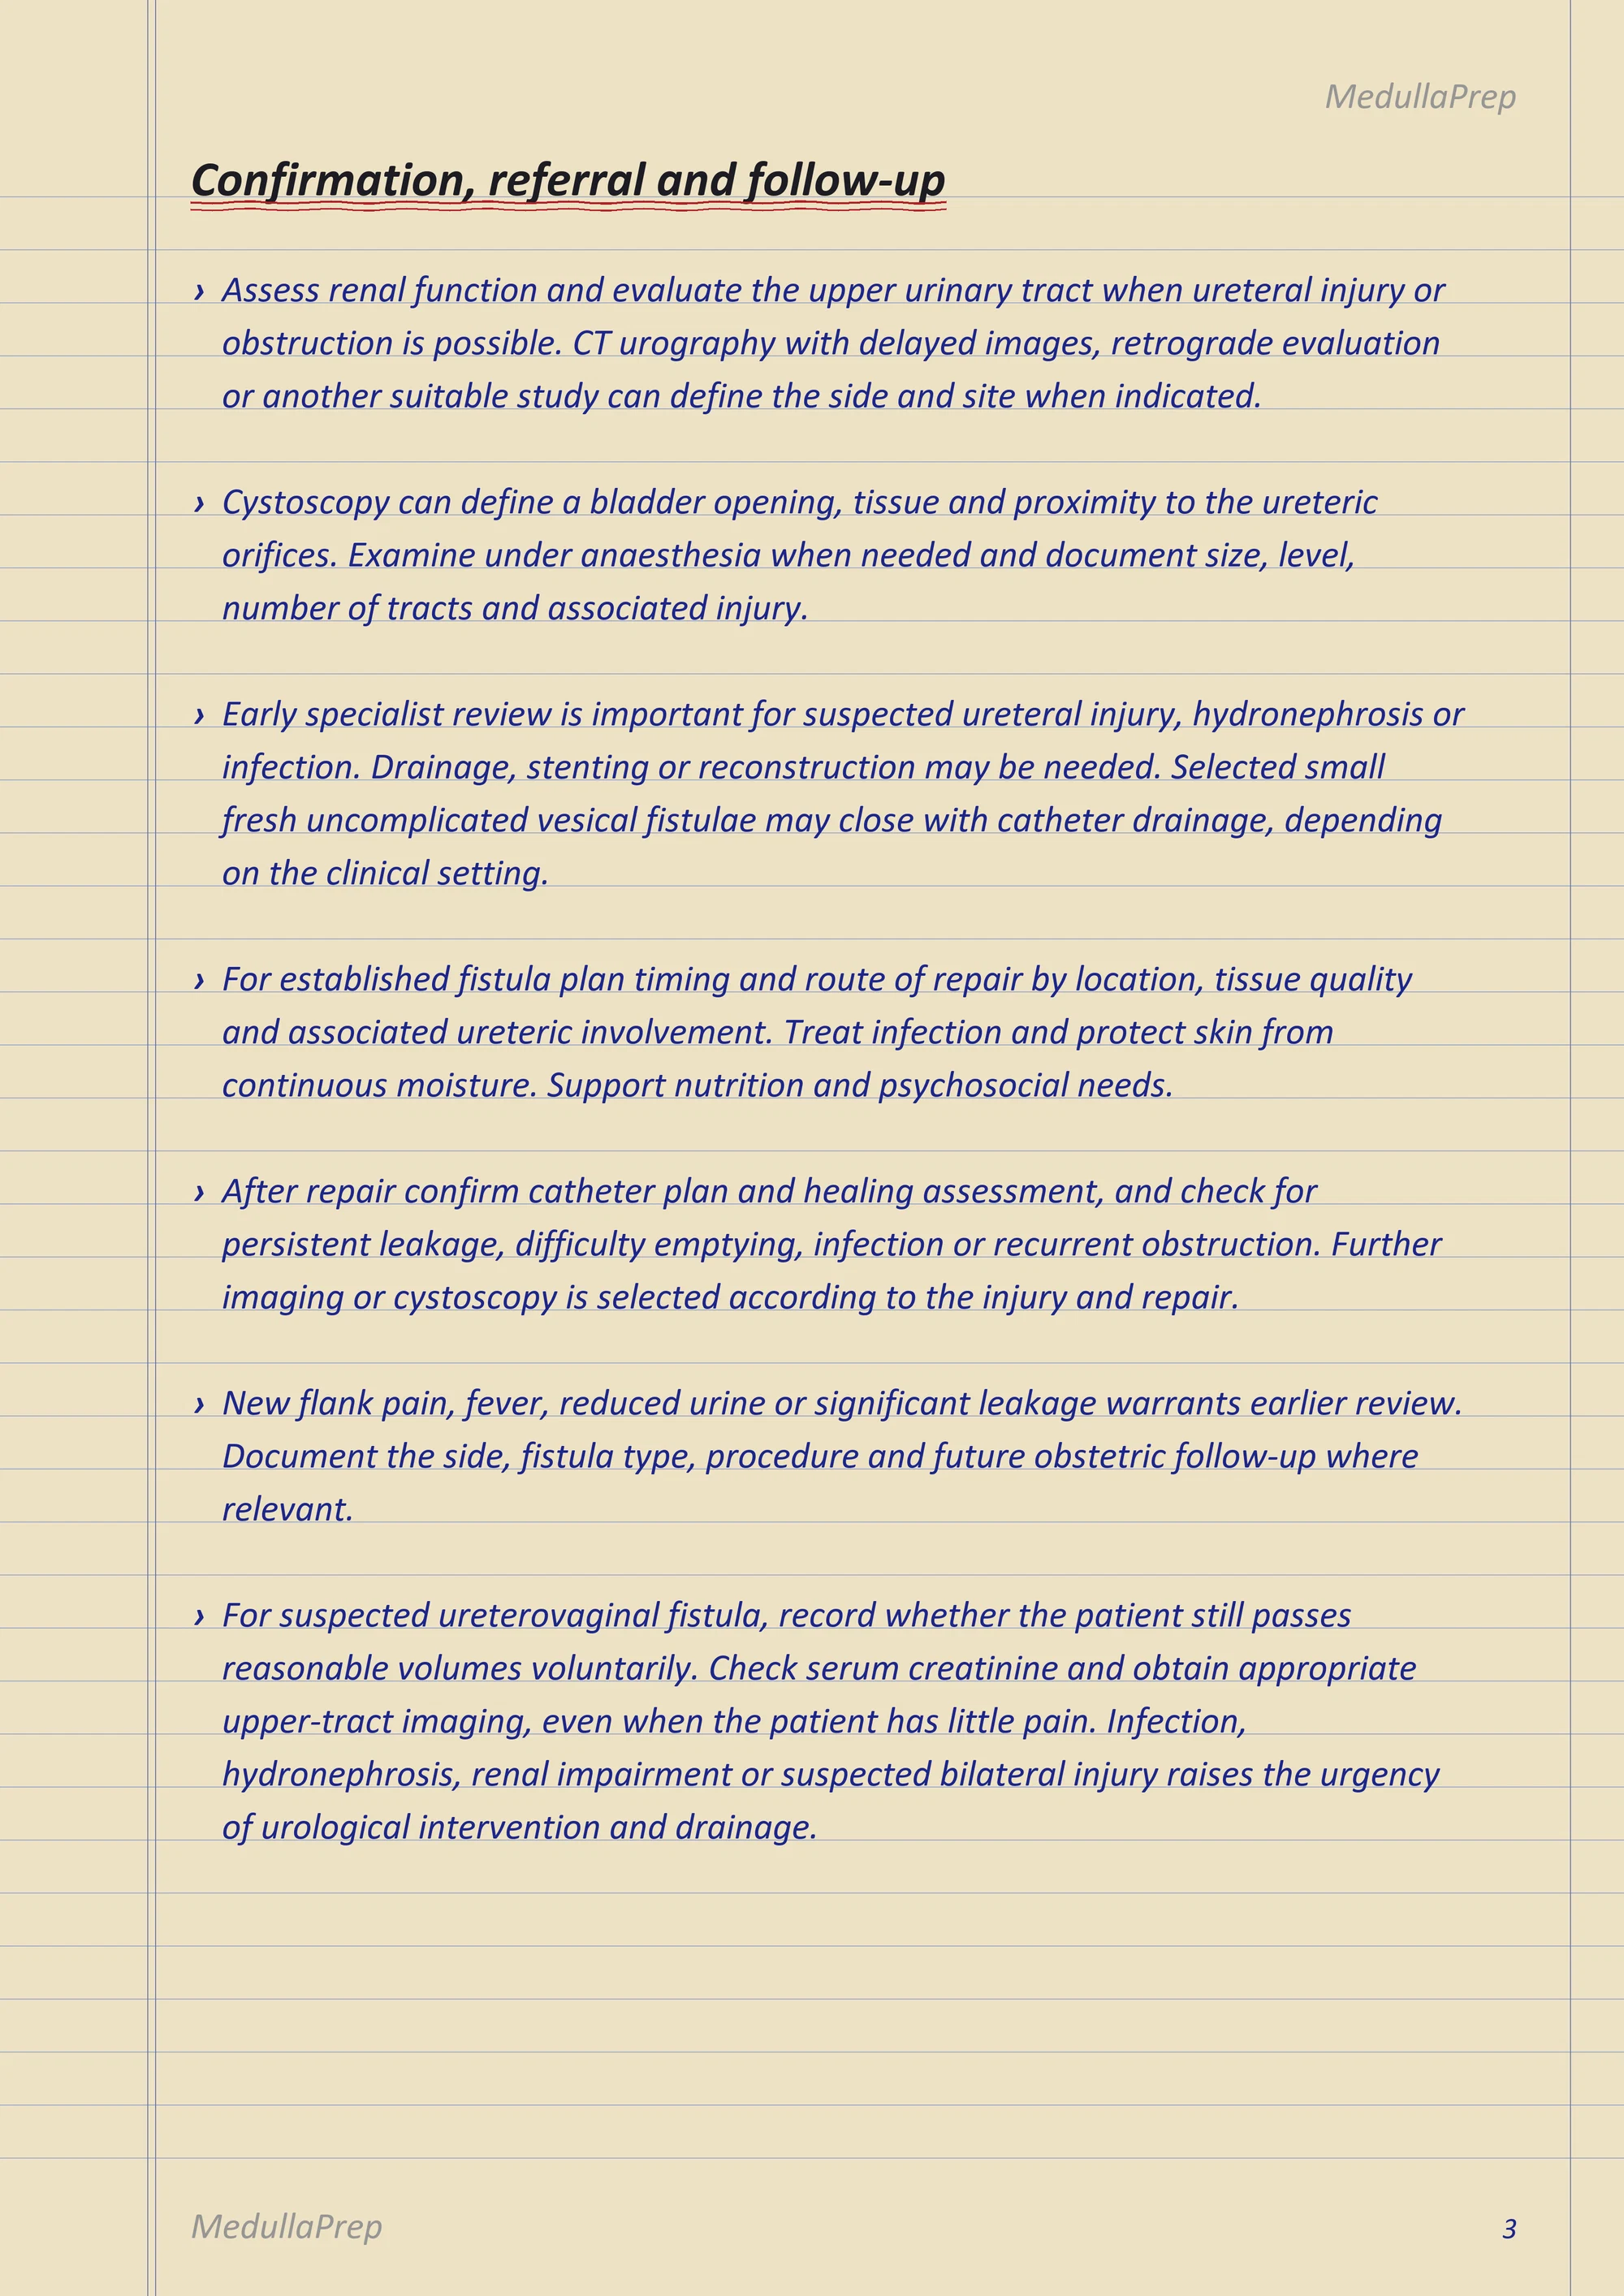 MedullaPrep
Confirmation, referral and follow-up
› Assess renal function and evaluate the upper urinary tract when ureteral injury or
obstruction is possible. CT urography with delayed images, retrograde evaluation
or another suitable study can define the side and site when indicated.
› Cystoscopy can define a bladder opening, tissue and proximity to the ureteric
orifices. Examine under anaesthesia when needed and document size, level,
number of tracts and associated injury.
› Early specialist review is important for suspected ureteral injury, hydronephrosis or
infection. Drainage, stenting or reconstruction may be needed. Selected small
fresh uncomplicated vesical fistulae may close with catheter drainage, depending
on the clinical setting.
› For established fistula plan timing and route of repair by location, tissue quality
and associated ureteric involvement. Treat infection and protect skin from
continuous moisture. Support nutrition and psychosocial needs.
› After repair confirm catheter plan and healing assessment, and check for
persistent leakage, difficulty emptying, infection or recurrent obstruction. Further
imaging or cystoscopy is selected according to the injury and repair.
› New flank pain, fever, reduced urine or significant leakage warrants earlier review.
Document the side, fistula type, procedure and future obstetric follow-up where
relevant.
› For suspected ureterovaginal fistula, record whether the patient still passes
reasonable volumes voluntarily. Check serum creatinine and obtain appropriate
upper-tract imaging, even when the patient has little pain. Infection,
hydronephrosis, renal impairment or suspected bilateral injury raises the urgency
of urological intervention and drainage.
MedullaPrep
3